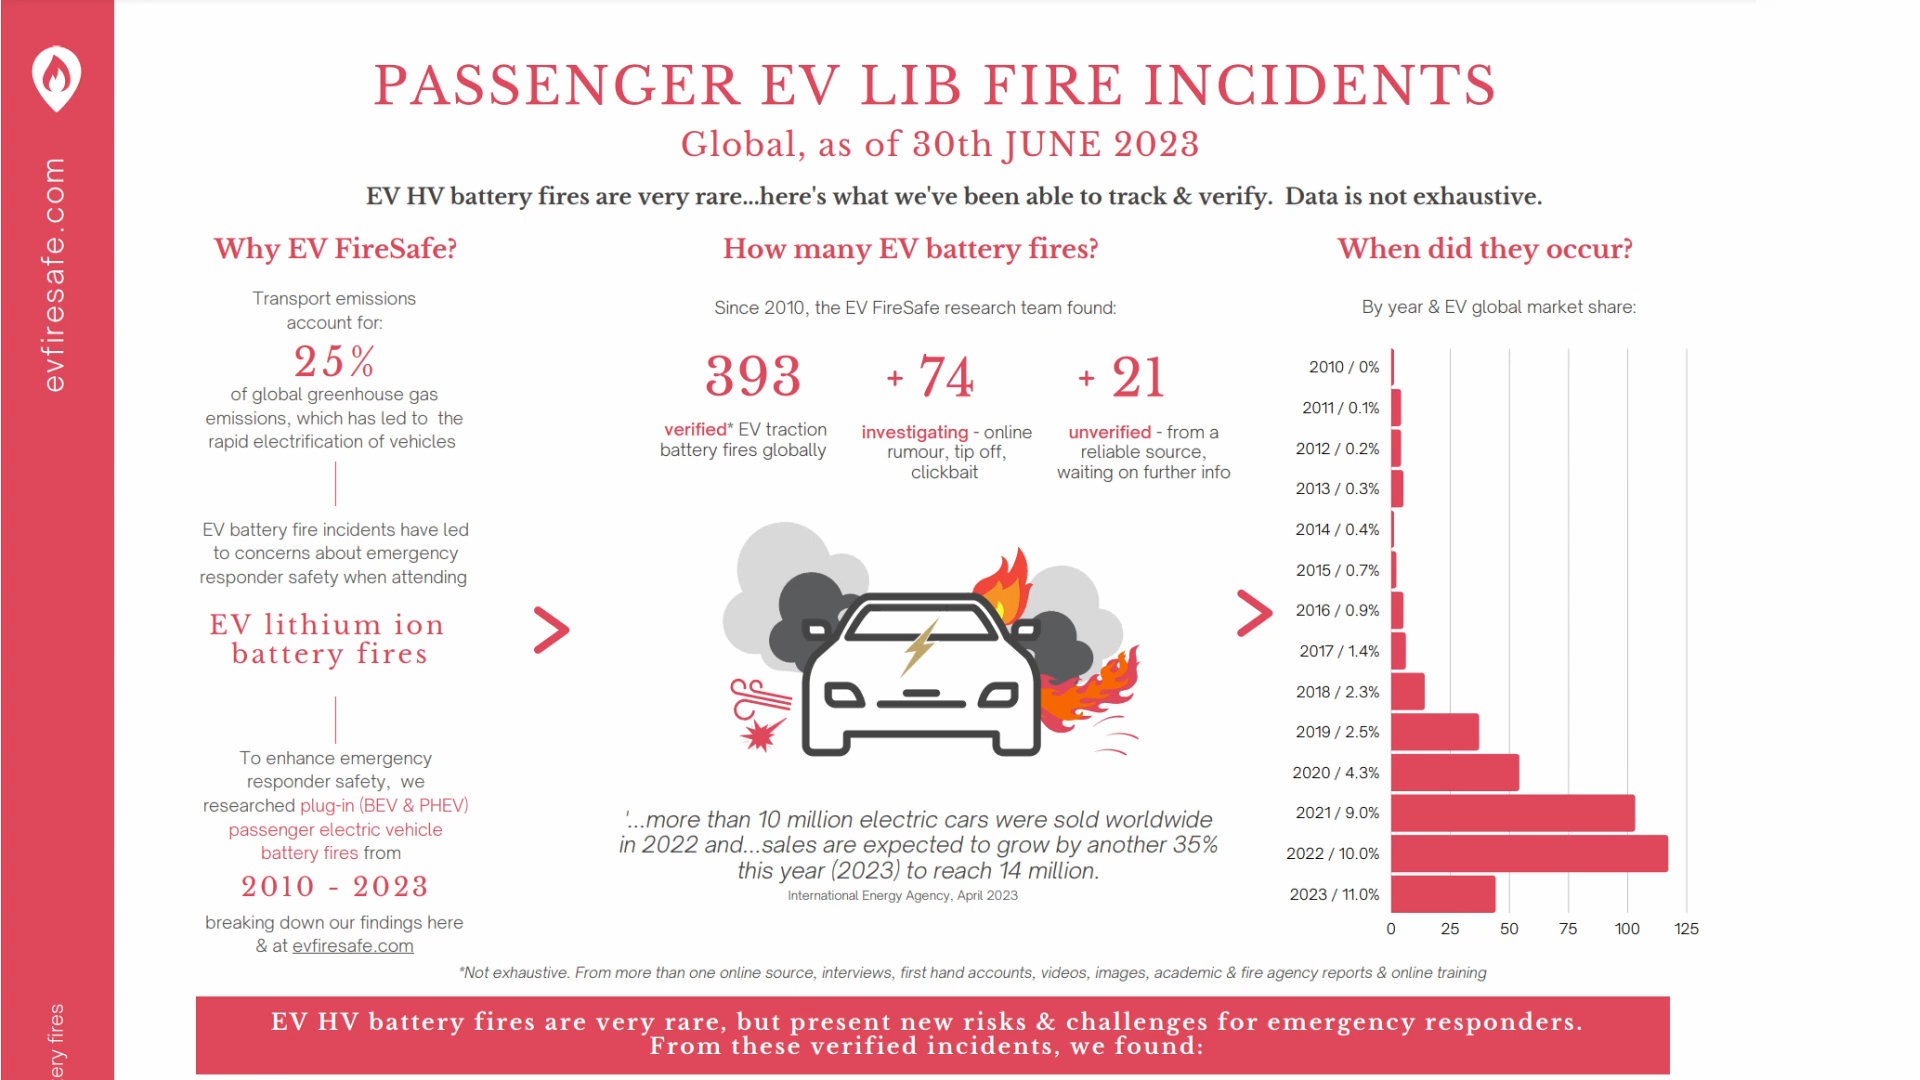 evfiresafe.com
PASSENGER EV LIB FIRE INCIDENTS
Global, as of 30th JUNE 2023
EV HV battery fires are very rare...here's what we've been able to track & verify. Data is not exhaustive.
Why EV FireSafe?
Transport emissions
account for:
25%
of global greenhouse gas
emissions, which has led to the
rapid electrification of vehicles
EV battery fire incidents have led
to concerns about emergency
responder safety when attending
EV lithium ion
battery fires
To enhance emergency
responder safety, we
researched plug-in (BEV & PHEV)
passenger electric vehicle
battery fires from
2010 - 2023
breaking down our findings here
& at evfiresafe.com
How many EV battery fires?
Since 2010, the EV FireSafe research team found:
393
verified* EV traction
battery fires globally
+ 74
investigating - online
rumour, tip off,
clickbait
+ 21
unverified - from a
reliable source,
waiting on further info
'...more than 10 million electric cars were sold worldwide
in 2022 and...sales are expected to grow by another 35%
this year (2023) to reach 14 million.
International Energy Agency, April 2023
When did they occur?
By year & EV global market share:
2010 / 0%
2011 / 0.1%
2012 / 0.2%
2013 / 0.3%
2014 / 0.4%
2015 / 0.7%
2016 / 0.9%
2017 / 1.4%
2018 / 2.3%
2019 / 2.5%
2020 / 4.3%
2021 / 9.0%
2022 / 10.0%
2023 / 11.0%
0 25 50 75 100 125
*Not exhaustive. From more than one online source, interviews, first hand accounts, videos, images, academic & fire agency reports & online training
EV HV battery fires are very rare, but present new risks & challenges for emergency responders.
From these verified incidents, we found:
fires